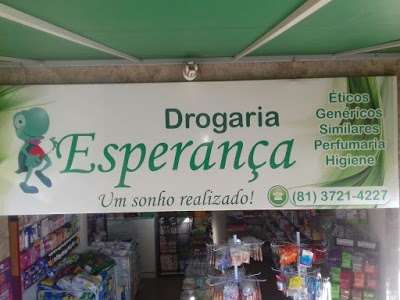 Drogaria
Esperança
Um sonho realizado!
Éticos
Genéricos
Similares
Perfumaria
Higiene
(81) 3721-4227